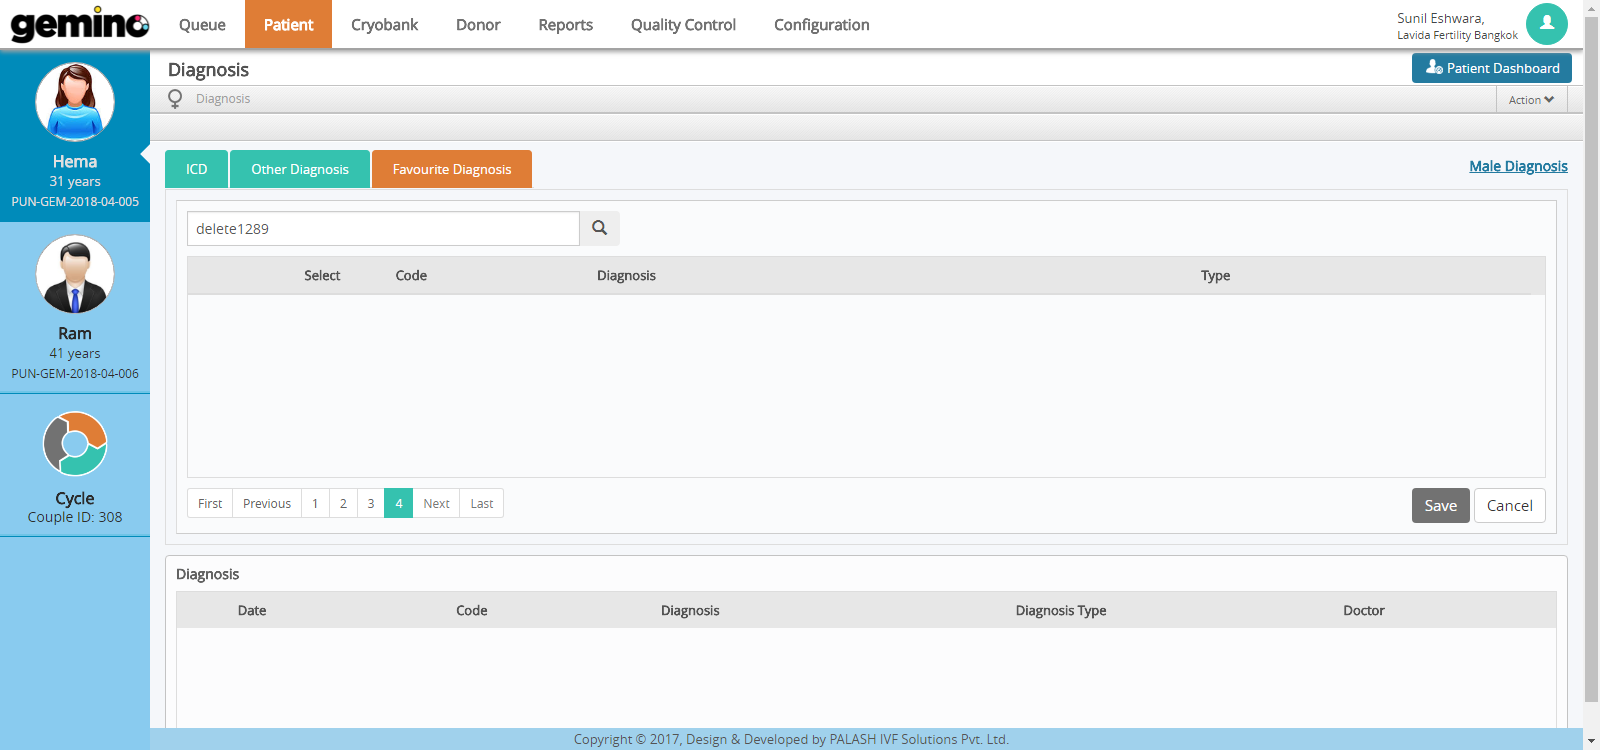 gemino Queue Patient Cryobank Donor Reports Quality Control Configuration
Sunil Eshwara,
Lavida Fertility Bangkok
Hema
31 years
PUN-GEM-2018-04-005
Ram
41 years
PUN-GEM-2018-04-006
Cycle
Couple ID: 308
Diagnosis
Patient Dashboard
Diagnosis
Action
ICD Other Diagnosis Favourite Diagnosis
Male Diagnosis
delete1289
Select Code Diagnosis Type
First Previous 1 2 3 4 Next Last
Save Cancel
Diagnosis
Date Code Diagnosis Diagnosis Type Doctor
Copyright © 2017, Design & Developed by PALASH IVF Solutions Pvt. Ltd.